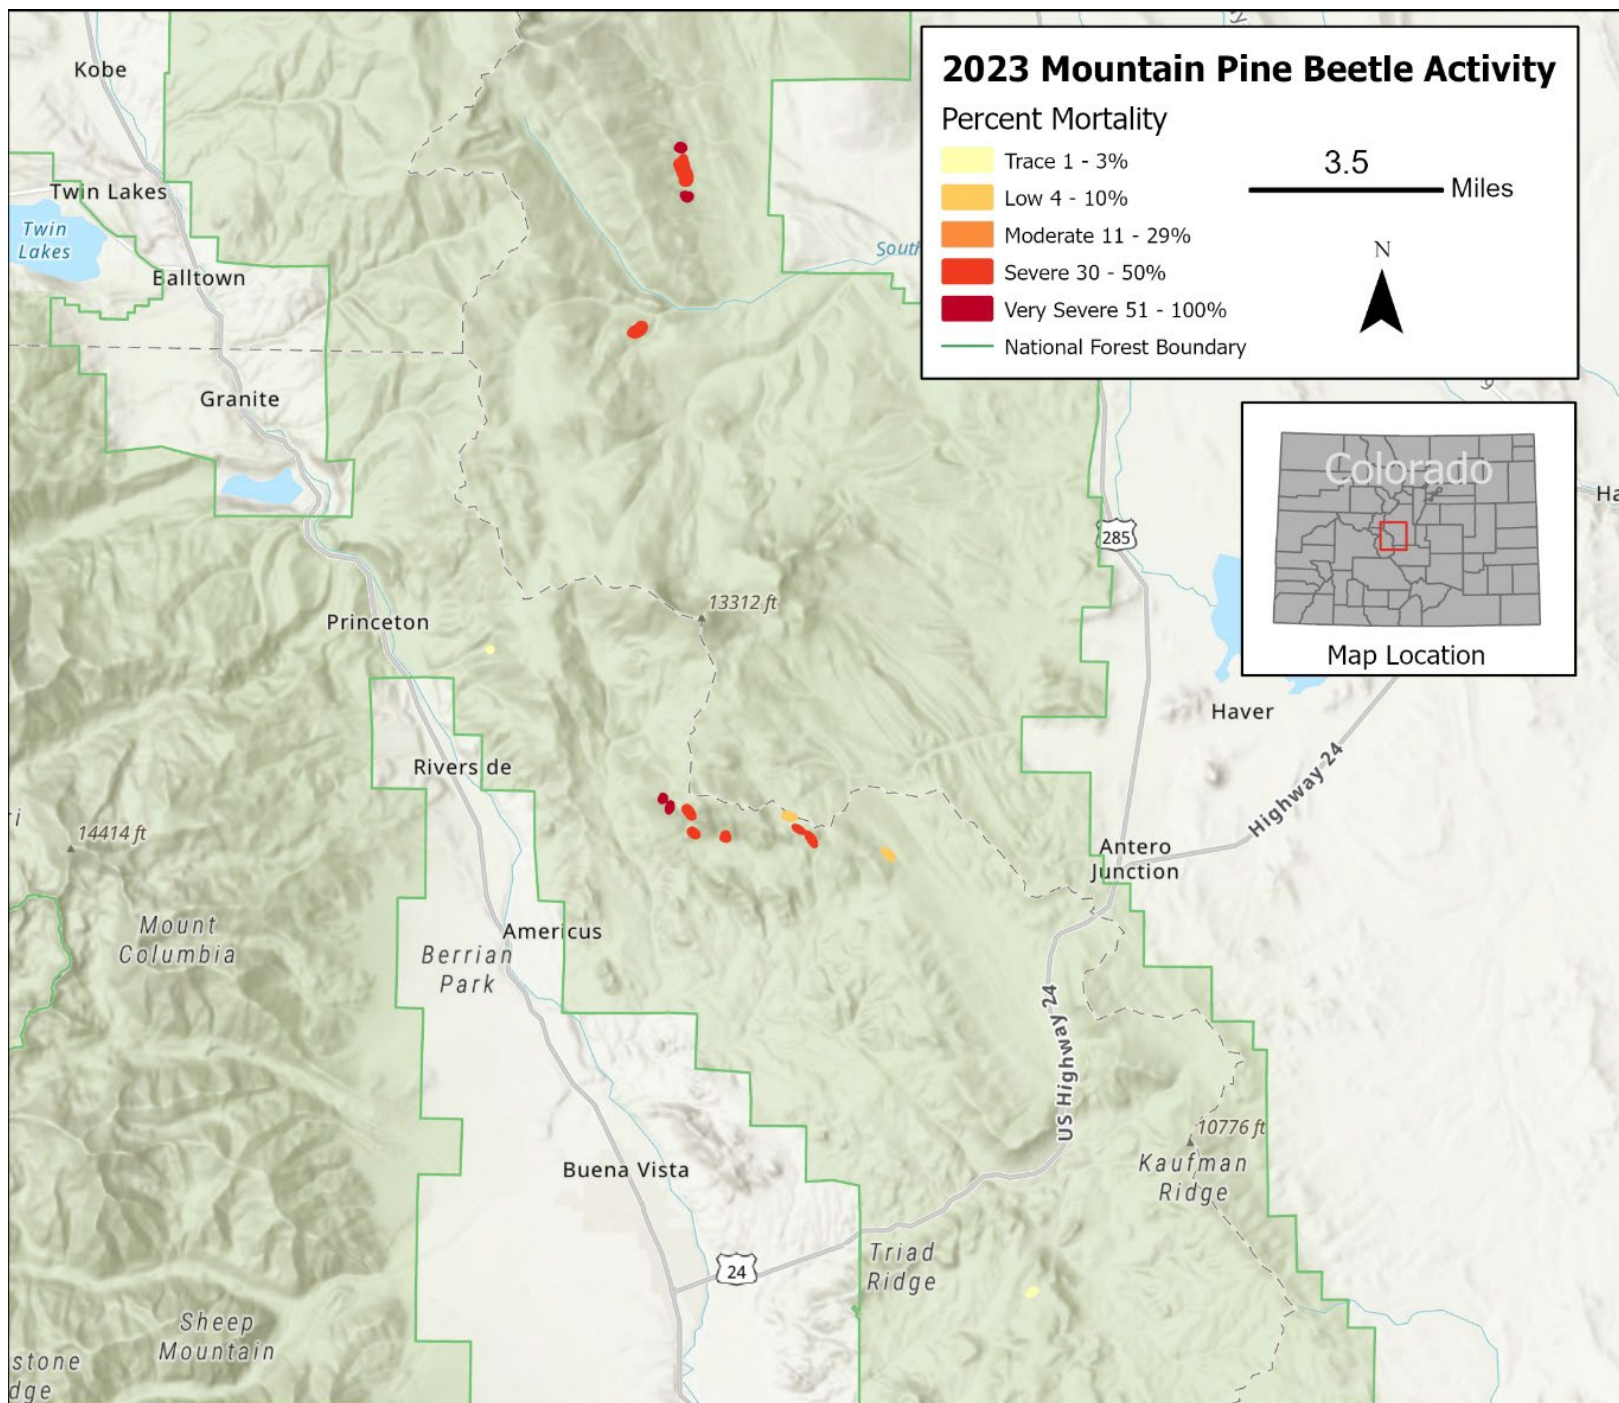 Kobe
Twin Lakes
Twin
Lakes
Balltown
Granite
South
2023 Mountain Pine Beetle Activity
Percent Mortality
Trace 1 - 3%
Low 4 - 10%
Moderate 11 - 29%
Severe 30 - 50%
Very Severe 51 - 100%
National Forest Boundary
3.5
Miles
N
9
Colorado
Map Location
Ha
285
13312 ft
Princeton
Haver
Highway 24
Rivers de
14414 ft
Antero
Junction
Mount
Columbia
Americus
Berrian
Park
US Highway 24
10776 ft
Kaufman
Ridge
Buena Vista
24
Triad
Ridge
Sheep
Mountain
stone
dge